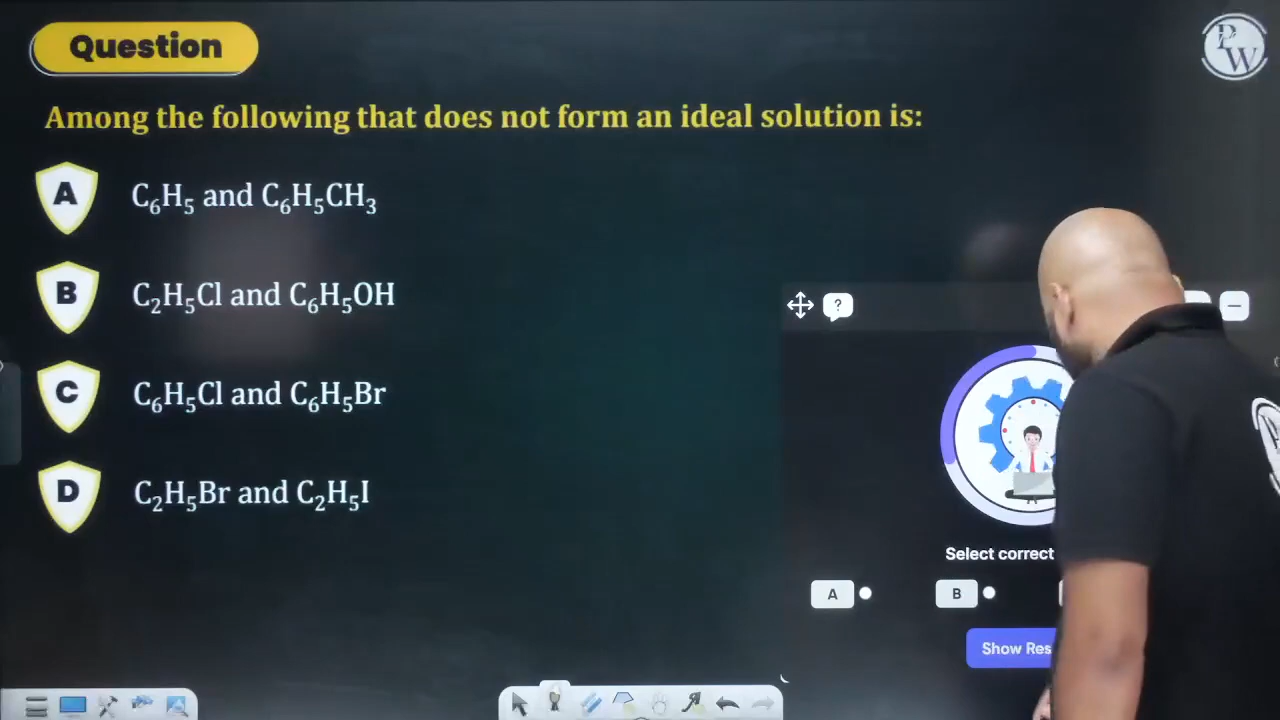 Question
PW
Among the following that does not form an ideal solution is:
A
C₆H₅ and C₆H₅CH₃
B
C₂H₅Cl and C₆H₅OH
?
C
C₆H₅Cl and C₆H₅Br
D
C₂H₅Br and C₂H₅I
Select correct
A
B
Show Res